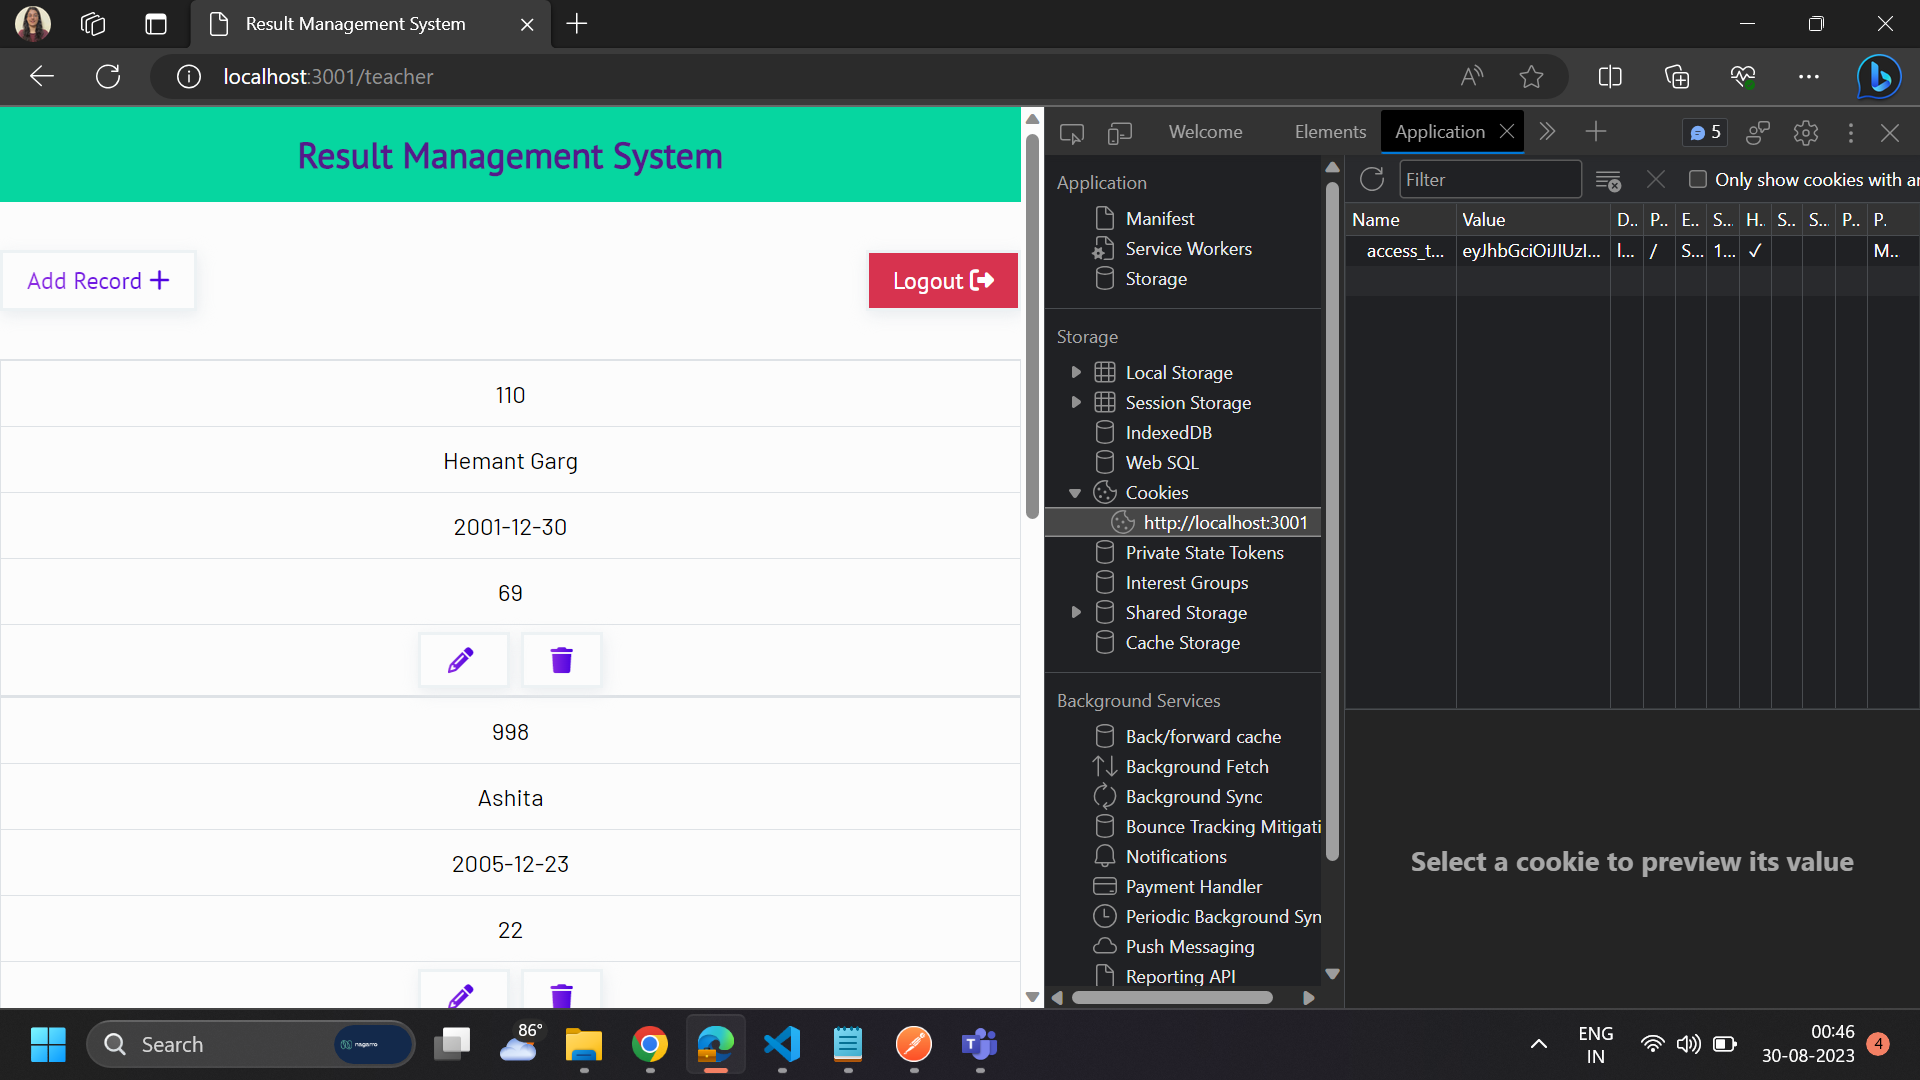 Result Management System
localhost:3001/teacher
Result Management System
Add Record
Logout
110
Hemant Garg
2001-12-30
69
998
Ashita
2005-12-23
22
Welcome
Elements
Application
5
Application
Manifest
Service Workers
Storage
Storage
Local Storage
Session Storage
IndexedDB
Web SQL
Cookies
http://localhost:3001
Private State Tokens
Interest Groups
Shared Storage
Cache Storage
Background Services
Back/forward cache
Background Fetch
Background Sync
Bounce Tracking Mitigati
Notifications
Payment Handler
Periodic Background Syn
Push Messaging
Reporting API
Filter
Only show cookies with an
Name Value D.. P.. E.. S... H. S.. S.. P.. P.
access_t... eyJhbGciOiJIUzI... l... / S... 1... ✓ M..
Select a cookie to preview its value
Search
nagarro
86°
ENG
IN
00:46
30-08-2023
4